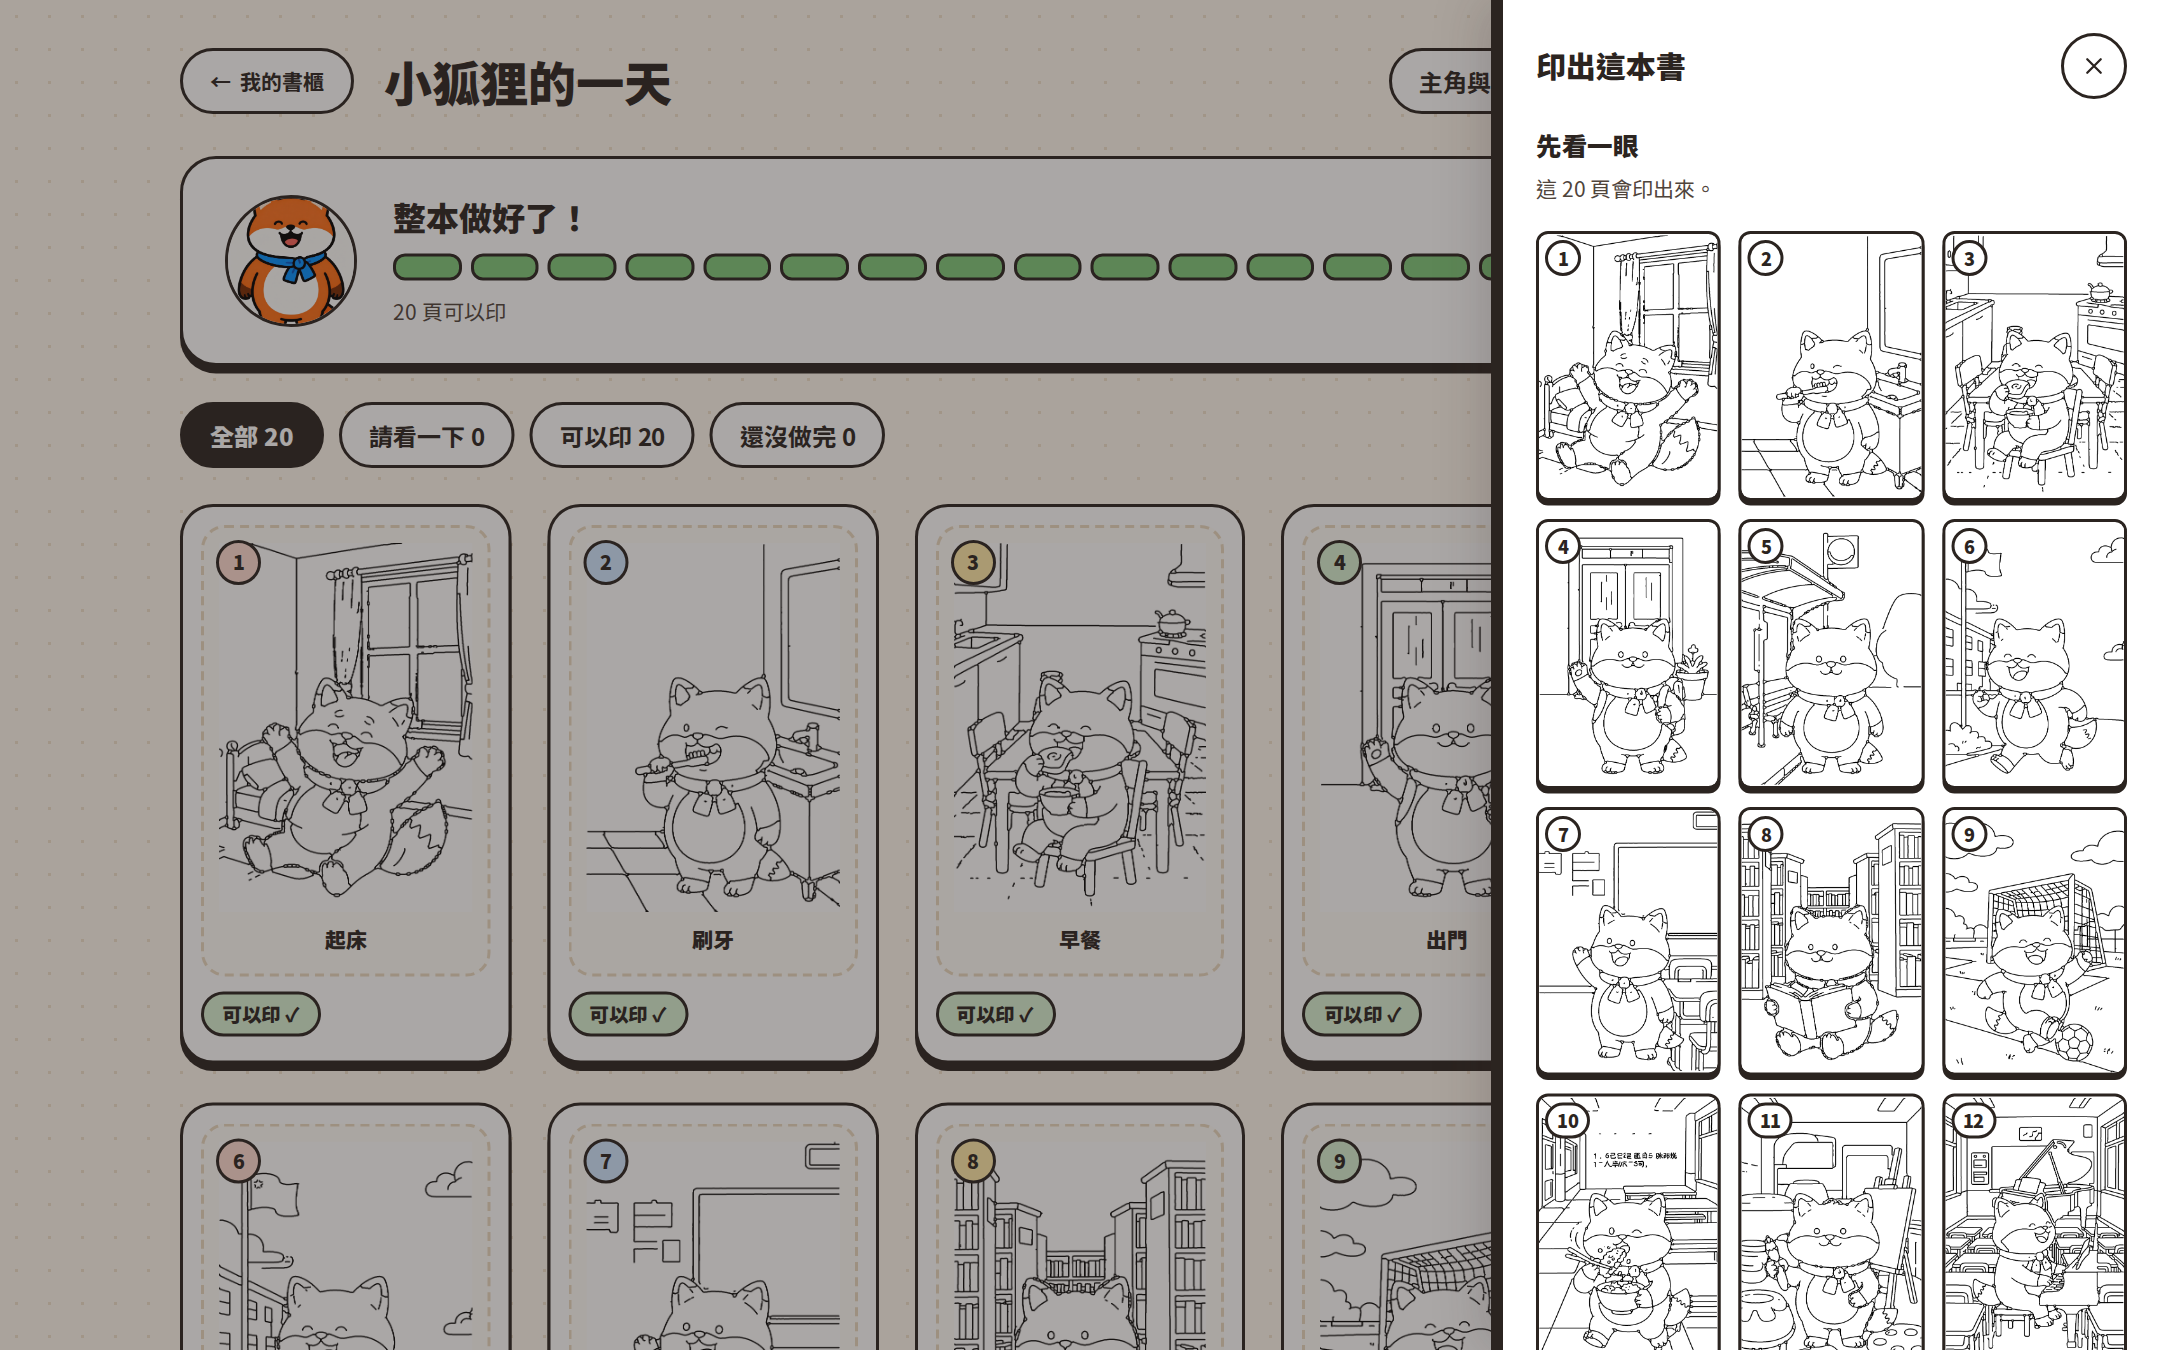 ← 我的書櫃
小狐狸的一天
主角與
整本做好了！
20 頁可以印
全部 20
請看一下 0
可以印 20
還沒做完 0
1
2
3
4
起床
刷牙
早餐
出門
可以印 ✓
可以印 ✓
可以印 ✓
可以印 ✓
6
7
8
9
印出這本書
×
先看一眼
這 20 頁會印出來。
1
2
3
4
5
6
7
8
9
10
11
12